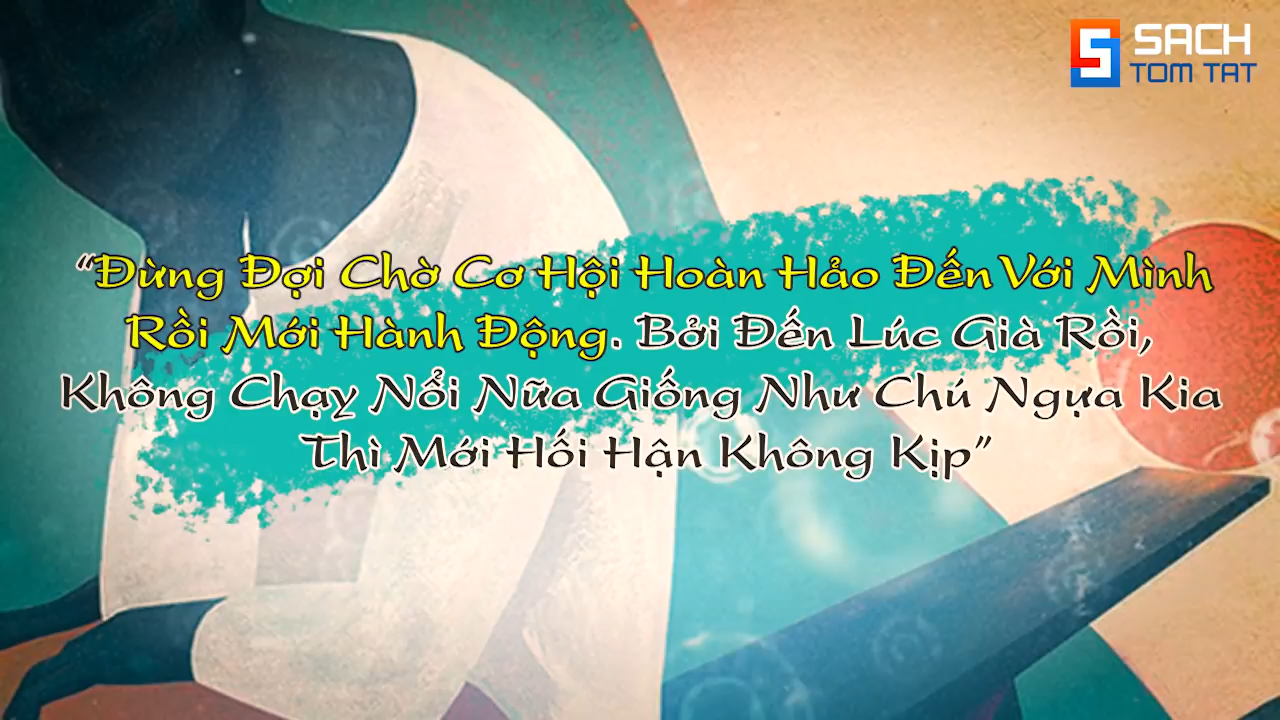 SACH
TOM TAT
“Đừng Đợi Chờ Cơ Hội Hoàn Hảo Đến Với Mình
Rồi Mới Hành Động. Bởi Đến Lúc Già Rồi,
Không Chạy Nổi Nữa Giống Như Chú Ngựa Kia
Thì Mới Hối Hận Không Kịp”